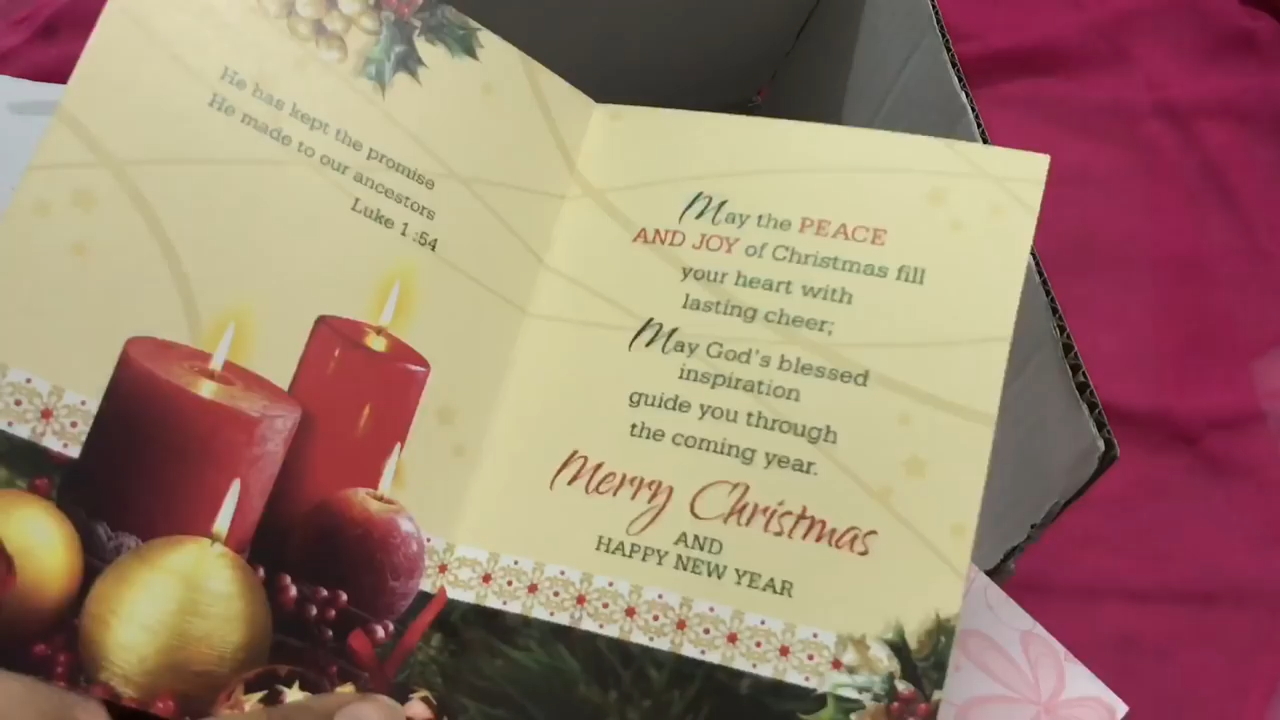 He has kept the promise
He made to our ancestors
Luke 1 :54
May the PEACE
AND JOY of Christmas fill
your heart with
lasting cheer;
May God's blessed
inspiration
guide you through
the coming year.
Merry Christmas
AND
HAPPY NEW YEAR